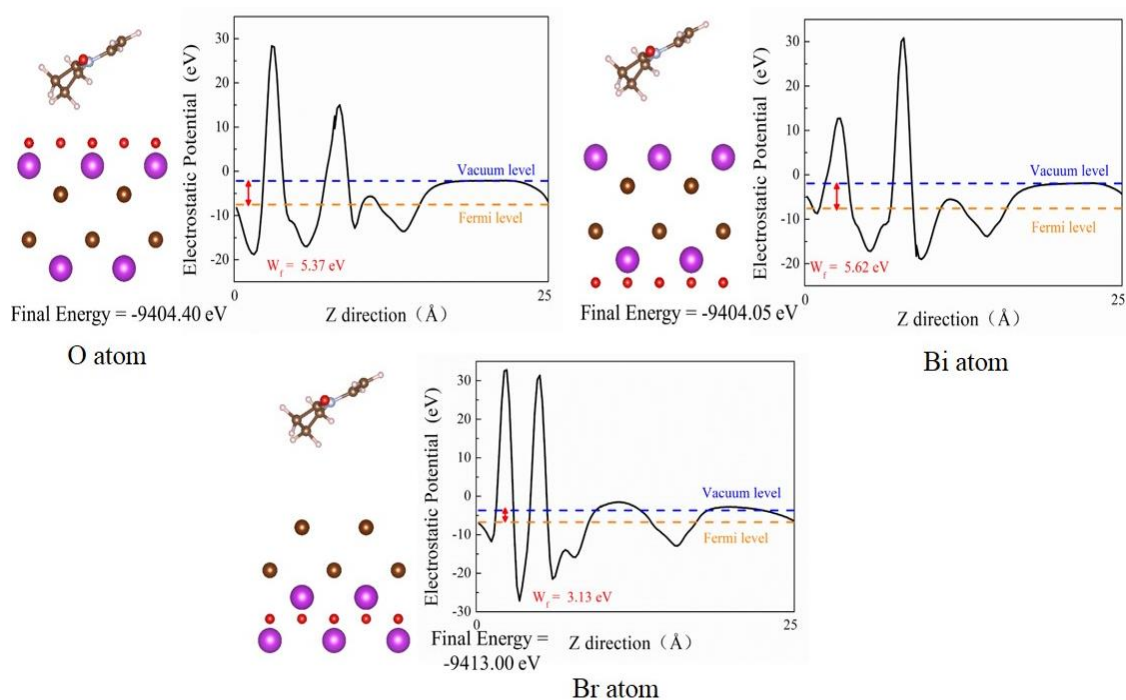 Electrostatic Potential (eV)
30
20
10
0
-10
-20
Vacuum level
Fermi level
W_f = 5.37 eV
0
25
Z direction（Å）
Final Energy = -9404.40 eV
O atom
Electrostatic Potential (eV)
30
20
10
0
-10
-20
Vacuum level
Fermi level
W_f = 5.62 eV
0
25
Z direction（Å）
Final Energy = -9404.05 eV
Bi atom
Electrostatic Potential (eV)
30
20
10
0
-10
-20
-30
Vacuum level
Fermi level
W_f = 3.13 eV
0
25
Z direction (Å)
Final Energy =
-9413.00 eV
Br atom